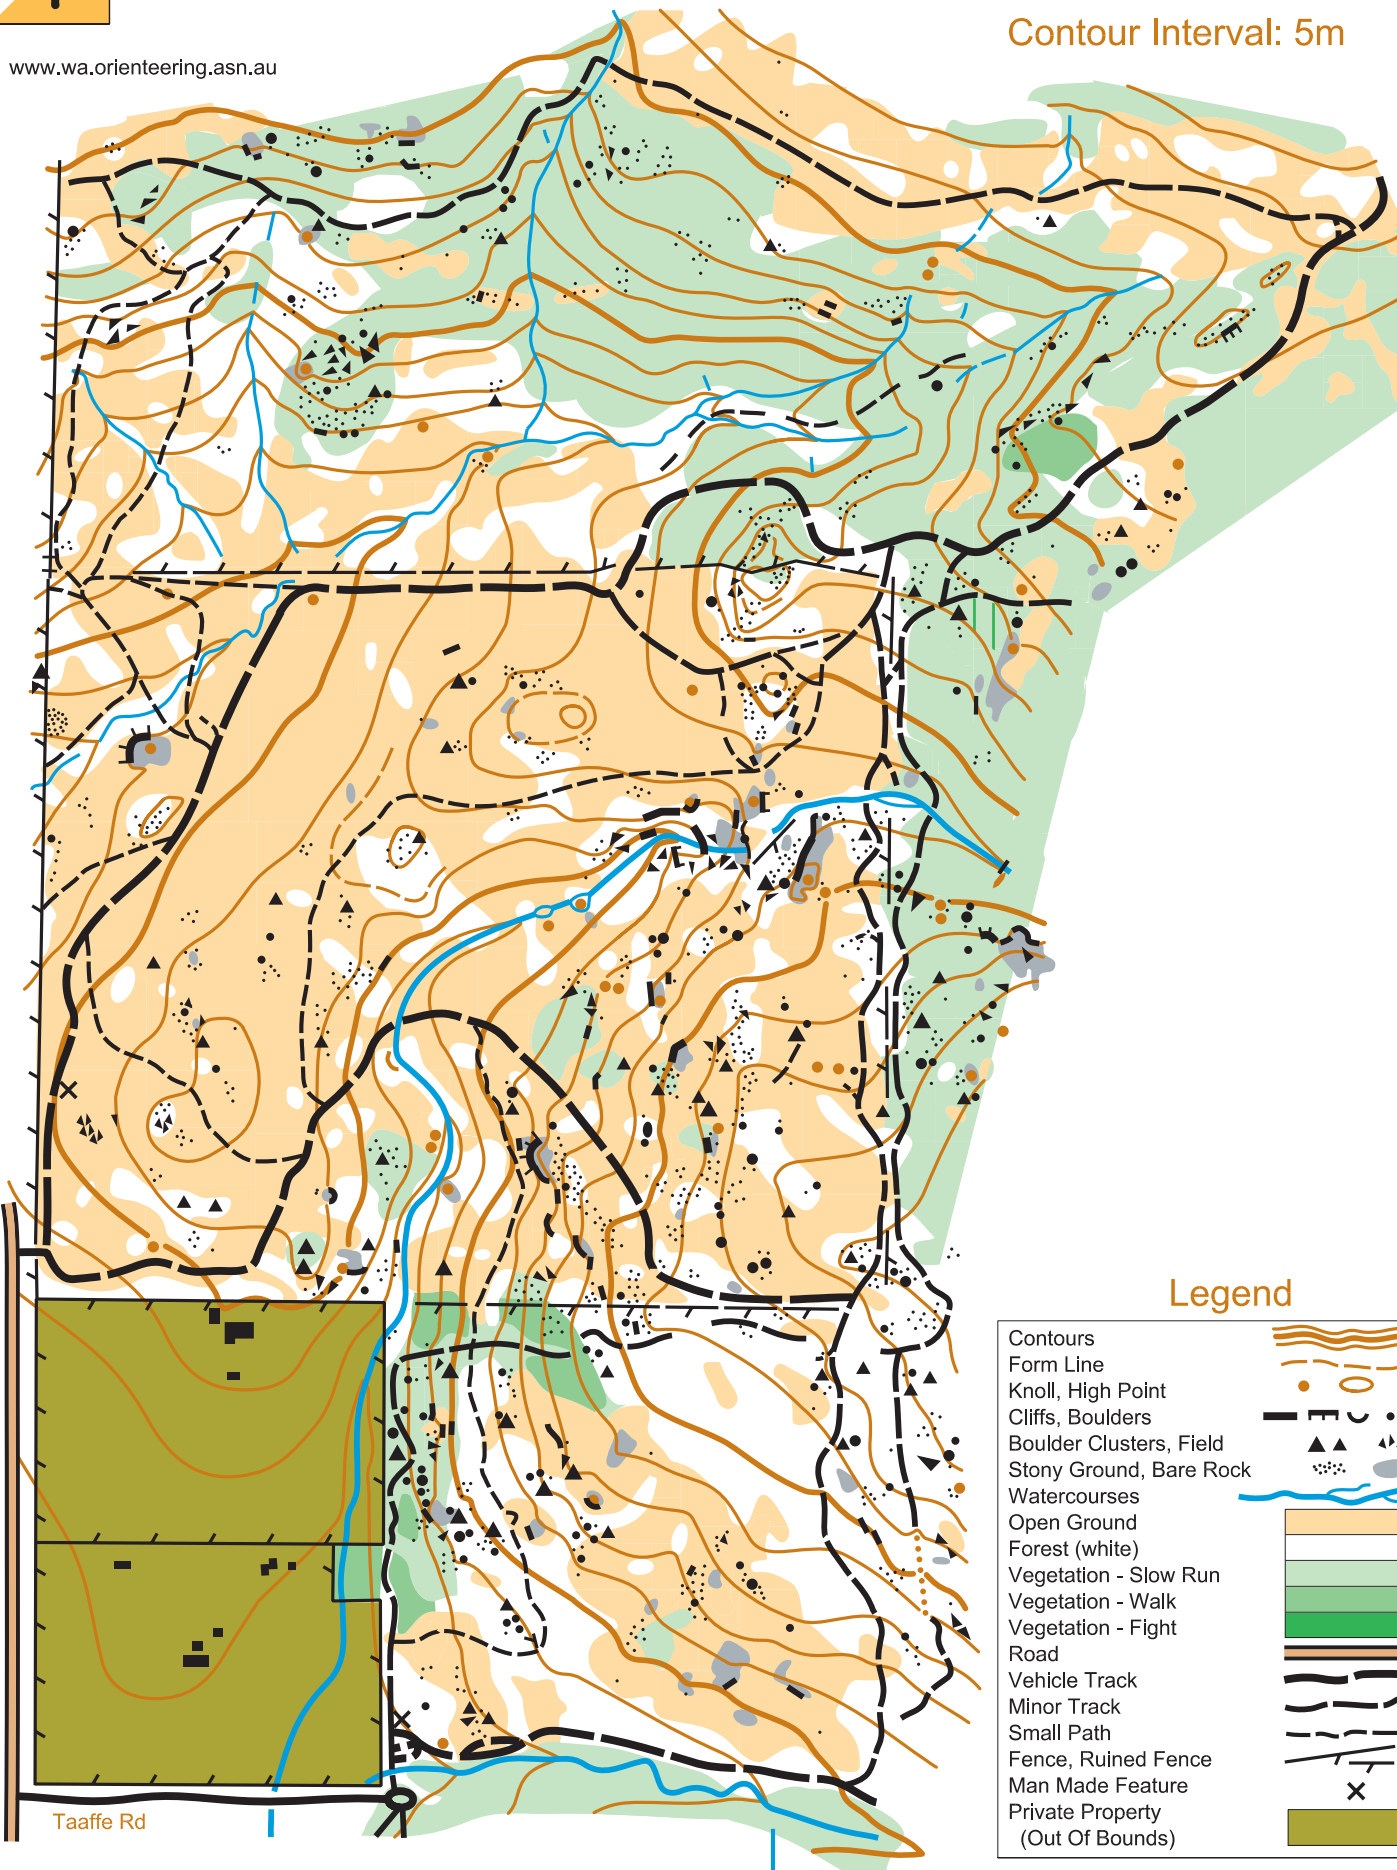 Contour Interval: 5m
www.wa.orienteering.asn.au
Legend
Contours
Form Line
Knoll, High Point
Cliffs, Boulders
Boulder Clusters, Field
Stony Ground, Bare Rock
Watercourses
Open Ground
Forest (white)
Vegetation - Slow Run
Vegetation - Walk
Vegetation - Fight
Road
Vehicle Track
Minor Track
Small Path
Fence, Ruined Fence
Man Made Feature
Private Property
(Out Of Bounds)
Taaffe Rd